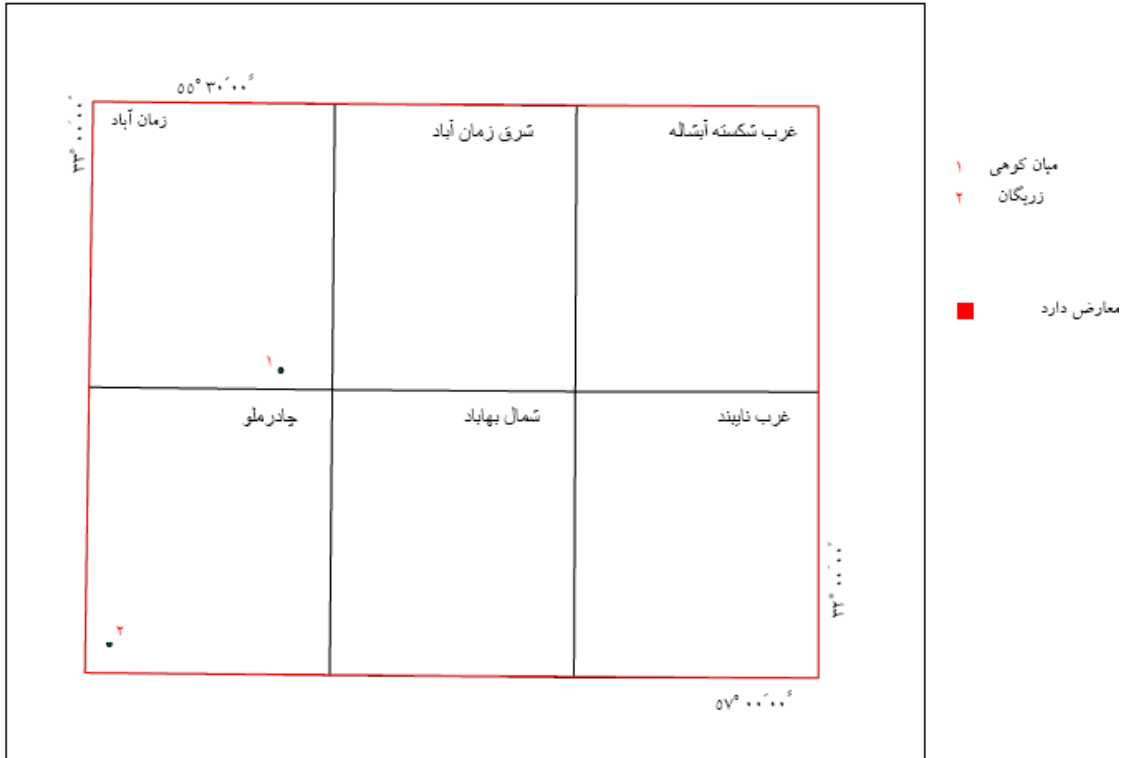 ۵۵° ۳۰´ ۰۰˝
۳۳° ۰۰´ ۰۰˝
زمان آباد
شرق زمان آباد
غرب شکسته آبشاله
۱
چادرملو
شمال بهاباد
غرب نایبند
۲
۳۲° ۰۰´ ۰۰˝
۵۷° ۰۰´ ۰۰˝
میان کوهی ۱
زریگان ۲
معارض دارد